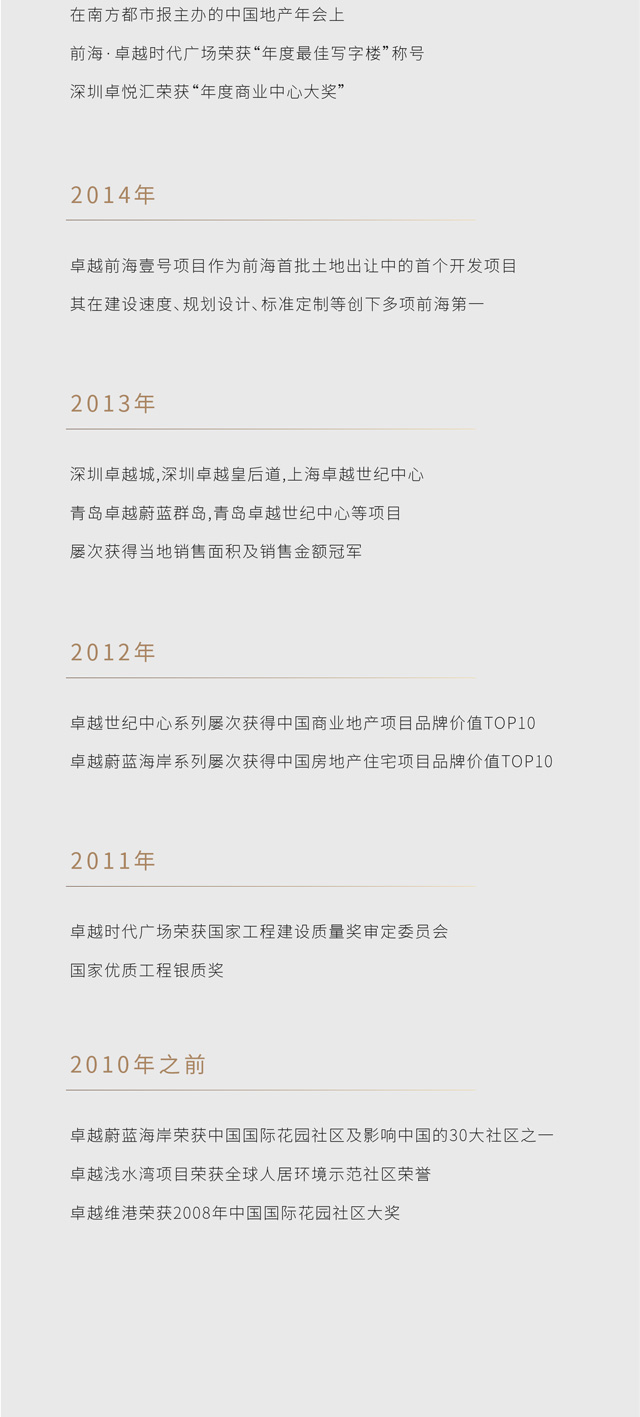 在南方都市报主办的中国地产年会上
前海·卓越时代广场荣获“年度最佳写字楼”称号
深圳卓悦汇荣获“年度商业中心大奖”
2014年
卓越前海壹号项目作为前海首批土地出让中的首个开发项目
其在建设速度、规划设计、标准定制等创下多项前海第一
2013年
深圳卓越城,深圳卓越皇后道,上海卓越世纪中心
青岛卓越蔚蓝群岛,青岛卓越世纪中心等项目
屡次获得当地销售面积及销售金额冠军
2012年
卓越世纪中心系列屡次获得中国商业地产项目品牌价值TOP10
卓越蔚蓝海岸系列屡次获得中国房地产住宅项目品牌价值TOP10
2011年
卓越时代广场荣获国家工程建设质量奖审定委员会
国家优质工程银质奖
2010年之前
卓越蔚蓝海岸荣获中国国际花园社区及影响中国的30大社区之一
卓越浅水湾项目荣获全球人居环境示范社区荣誉
卓越维港荣获2008年中国国际花园社区大奖